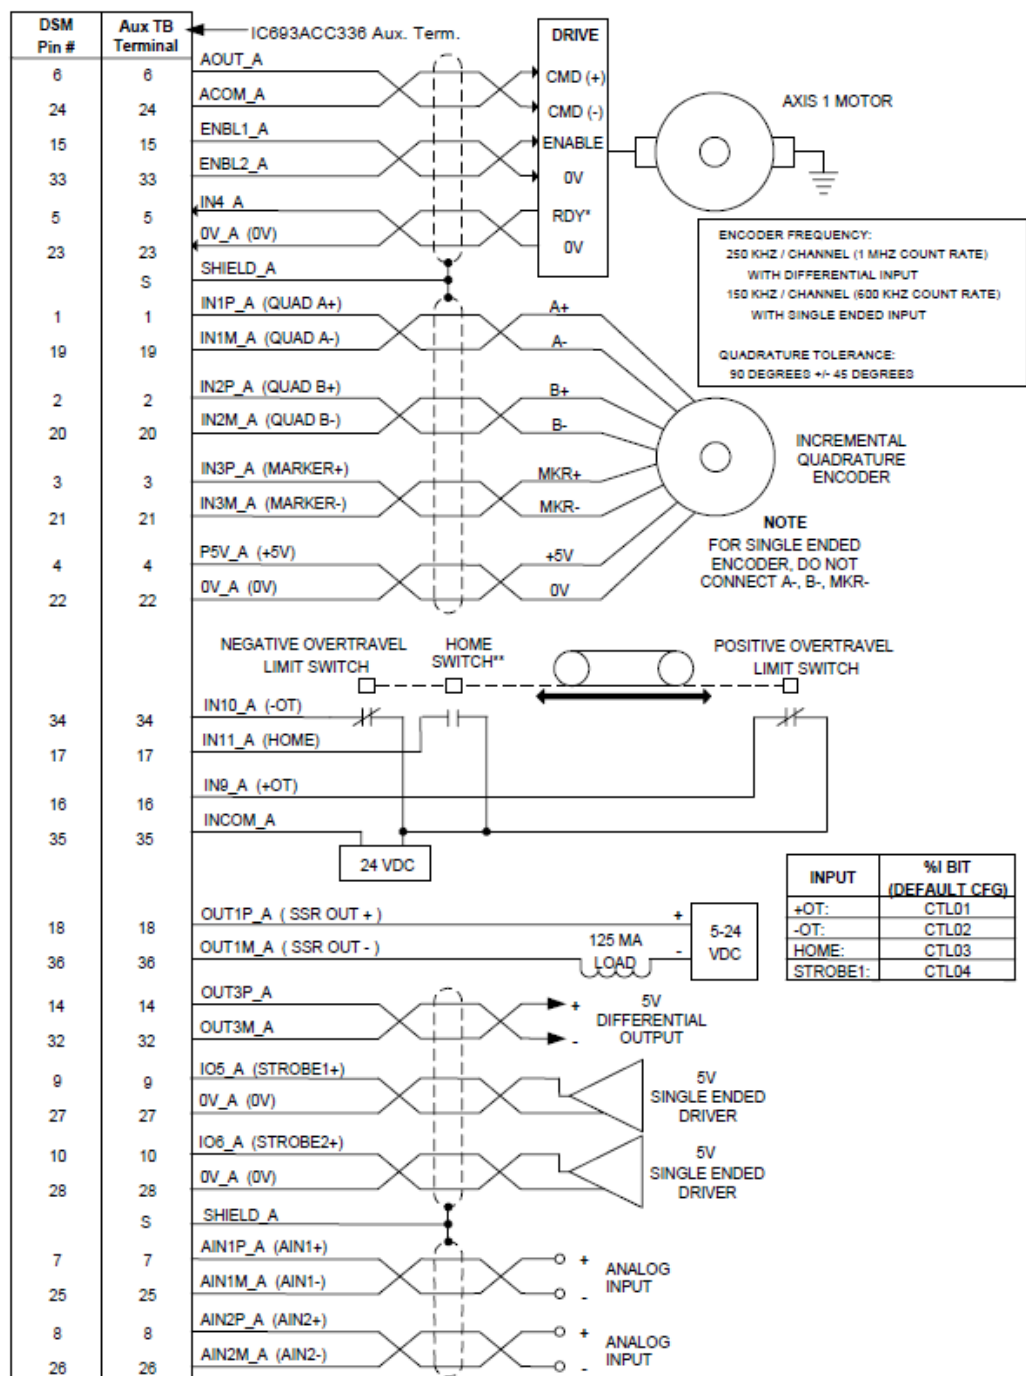 DSM Pin # Aux TB Terminal
IC693ACC336 Aux. Term.
DRIVE
6 6 AOUT_A CMD (+)
24 24 ACOM_A CMD (-)
AXIS 1 MOTOR
15 15 ENBL1_A ENABLE
33 33 ENBL2_A 0V
5 5 IN4_A RDY*
23 23 0V_A (0V) 0V
S SHIELD_A
ENCODER FREQUENCY:
250 KHZ / CHANNEL (1 MHZ COUNT RATE)
WITH DIFFERENTIAL INPUT
150 KHZ / CHANNEL (600 KHZ COUNT RATE)
WITH SINGLE ENDED INPUT
QUADRATURE TOLERANCE:
90 DEGREES +/- 45 DEGREES
1 1 IN1P_A (QUAD A+) A+
19 19 IN1M_A (QUAD A-) A-
2 2 IN2P_A (QUAD B+) B+
20 20 IN2M_A (QUAD B-) B-
3 3 IN3P_A (MARKER+) MKR+
21 21 IN3M_A (MARKER-) MKR-
4 4 P5V_A (+5V) +5V
22 22 0V_A (0V) 0V
INCREMENTAL
QUADRATURE
ENCODER
NOTE
FOR SINGLE ENDED
ENCODER, DO NOT
CONNECT A-, B-, MKR-
NEGATIVE OVERTRAVEL
LIMIT SWITCH
HOME
SWITCH**
POSITIVE OVERTRAVEL
LIMIT SWITCH
34 34 IN10_A (-OT)
17 17 IN11_A (HOME)
16 16 IN9_A (+OT)
35 35 INCOM_A
24 VDC
INPUT %I BIT (DEFAULT CFG)
+OT: CTL01
-OT: CTL02
HOME: CTL03
STROBE1: CTL04
18 18 OUT1P_A ( SSR OUT + ) +
36 36 OUT1M_A ( SSR OUT - ) -
125 MA
LOAD
5-24
VDC
14 14 OUT3P_A +
32 32 OUT3M_A -
5V
DIFFERENTIAL
OUTPUT
9 9 IO5_A (STROBE1+)
27 27 0V_A (0V)
5V
SINGLE ENDED
DRIVER
10 10 IO6_A (STROBE2+)
28 28 0V_A (0V)
5V
SINGLE ENDED
DRIVER
S SHIELD_A
7 7 AIN1P_A (AIN1+) +
25 25 AIN1M_A (AIN1-) -
ANALOG
INPUT
8 8 AIN2P_A (AIN2+) +
26 26 AIN2M_A (AIN2-) -
ANALOG
INPUT